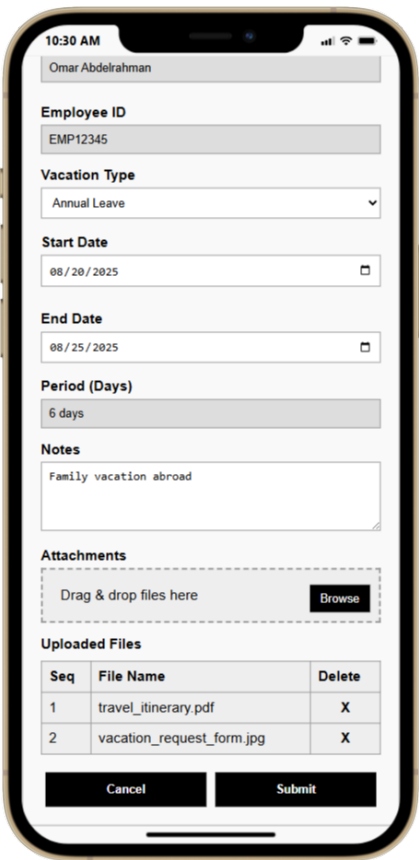 10:30 AM
Omar Abdelrahman
Employee ID
EMP12345
Vacation Type
Annual Leave
Start Date
08/20/2025
End Date
08/25/2025
Period (Days)
6 days
Notes
Family vacation abroad
Attachments
Drag & drop files here
Browse
Uploaded Files
Seq File Name Delete
1 travel_itinerary.pdf X
2 vacation_request_form.jpg X
Cancel Submit